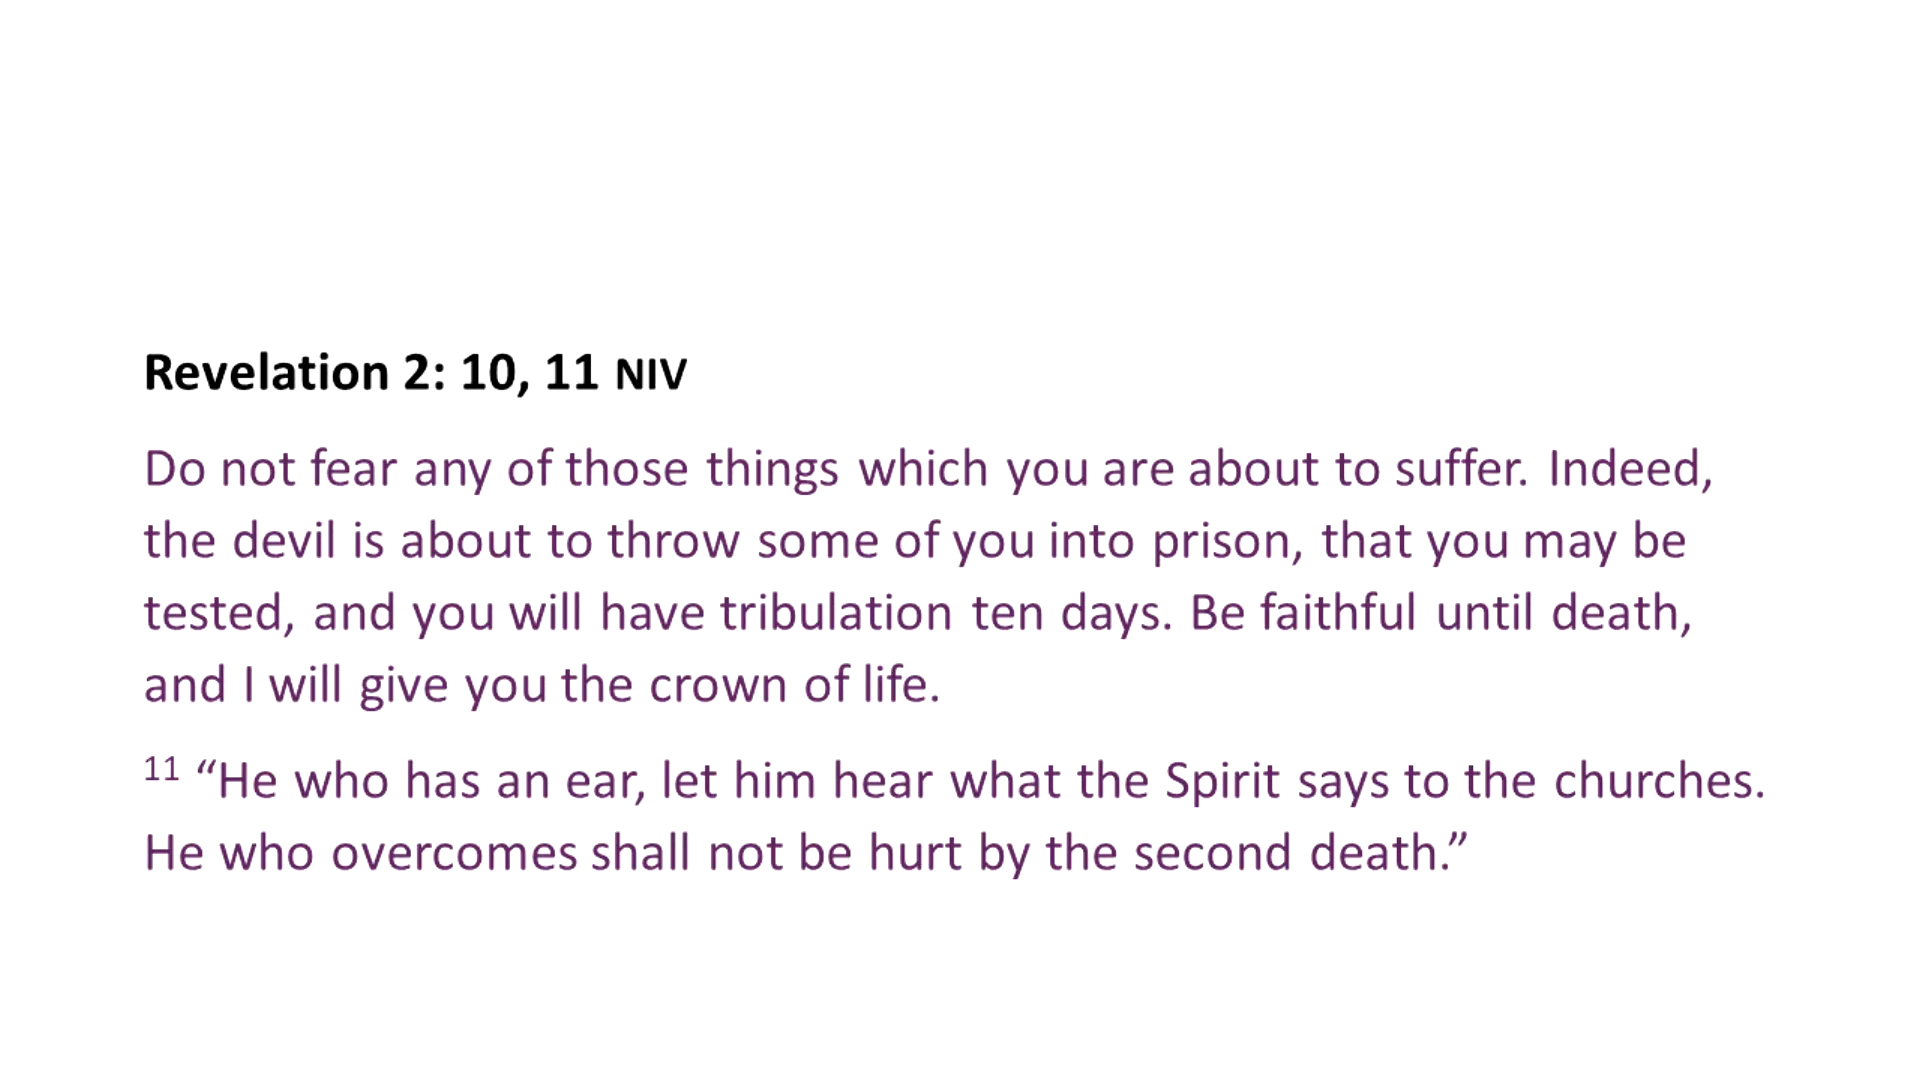 Revelation 2: 10, 11 NIV
Do not fear any of those things which you are about to suffer. Indeed,
the devil is about to throw some of you into prison, that you may be
tested, and you will have tribulation ten days. Be faithful until death,
and I will give you the crown of life.
11 “He who has an ear, let him hear what the Spirit says to the churches.
He who overcomes shall not be hurt by the second death.”